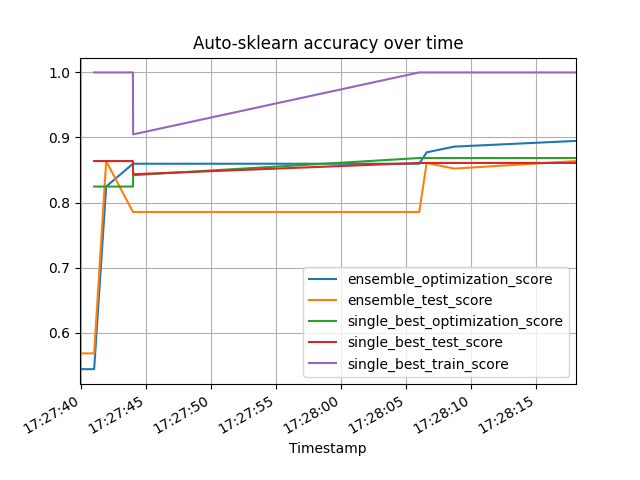 Auto-sklearn accuracy over time
1.0
0.9
0.8
0.7
0.6
ensemble_optimization_score
ensemble_test_score
single_best_optimization_score
single_best_test_score
single_best_train_score
17:27:40
17:27:45
17:27:50
17:27:55
17:28:00
17:28:05
17:28:10
17:28:15
Timestamp